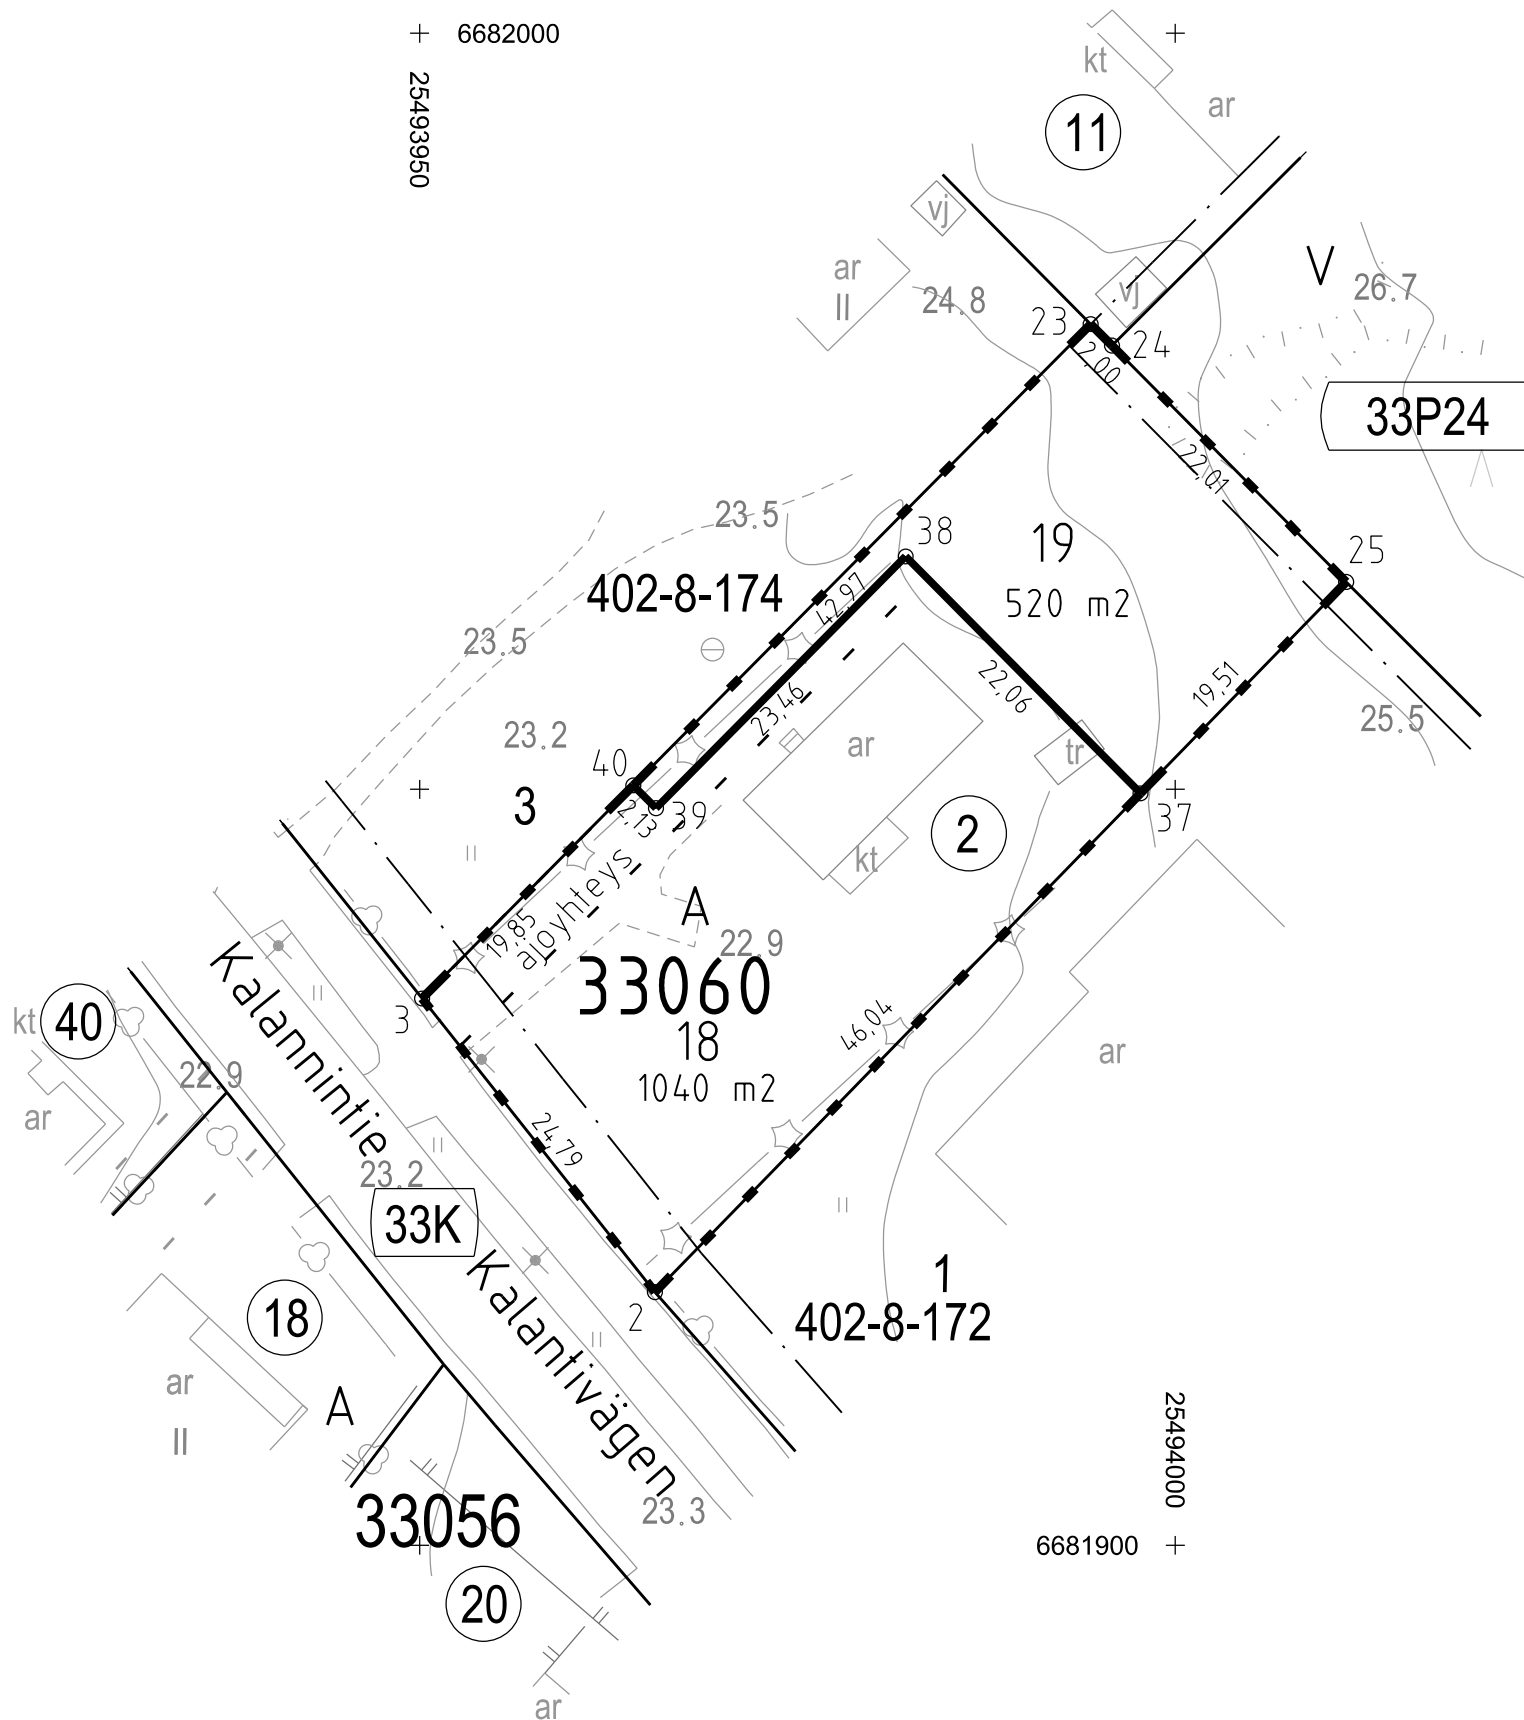 6682000
25493950
kt
ar
11
vj
V
ar
II
24.8
vj
26.7
23
24
2,00
33P24
22,01
23.5
38
19
25
402-8-174
42,97
520 m2
23.5
22,06
19,51
23,46
25.5
23.2
ar
tr
40
3
2,13
39
37
2
kt
aloyhteys
19,85
A
22.9
33060
3
18
46,04
1040 m2
ar
Kalannintie
kt
40
22.9
ar
24,79
23.2
33K
Kalantivägen
1
2
402-8-172
18
ar
II
A
25494000
33056
23.3
6681900
20
ar